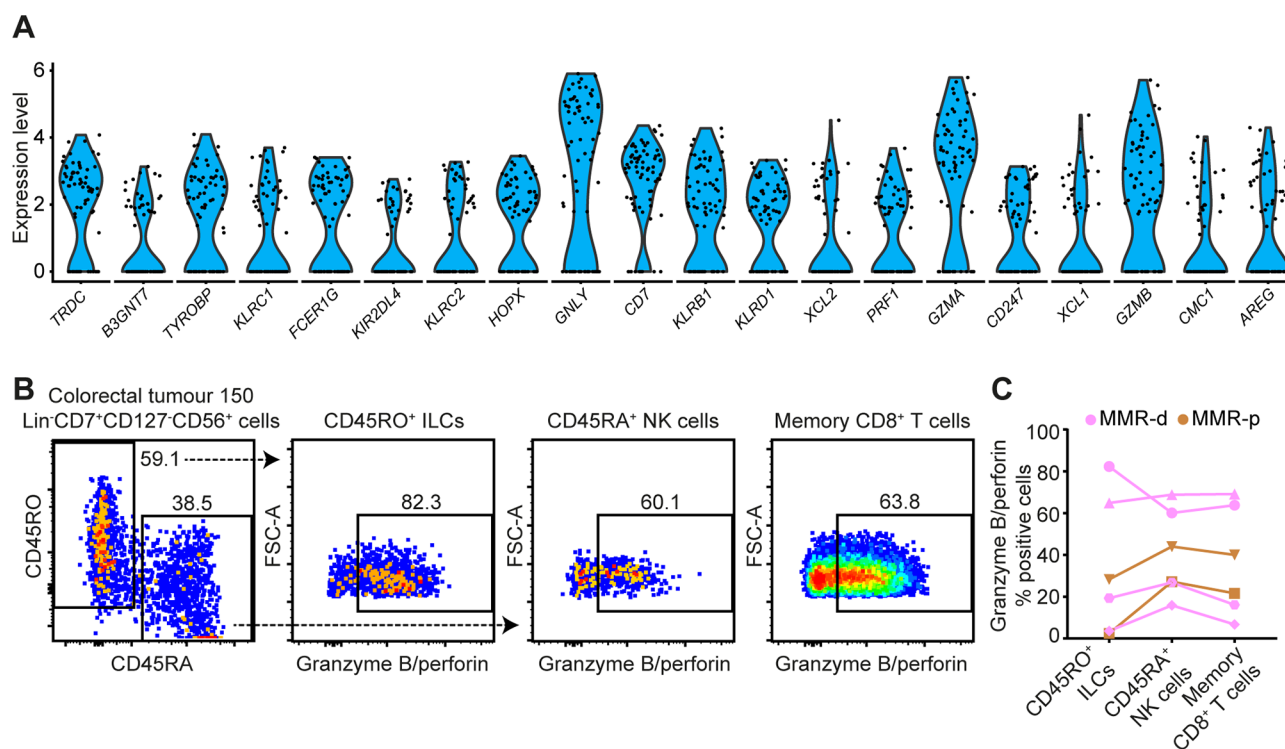 A
Expression level
6
4
2
0
TRDC
B3GNT7
TYROBP
KLRC1
FCER1G
KIR2DL4
KLRC2
HOPX
GNLY
CD7
KLRB1
KLRD1
XCL2
PRF1
GZMA
CD247
XCL1
GZMB
CMC1
AREG
B
Colorectal tumour 150
Lin⁻CD7⁺CD127⁻CD56⁺ cells
59.1
38.5
CD45RO
CD45RA
CD45RO⁺ ILCs
82.3
FSC-A
Granzyme B/perforin
CD45RA⁺ NK cells
60.1
FSC-A
Granzyme B/perforin
Memory CD8⁺ T cells
63.8
FSC-A
Granzyme B/perforin
C
MMR-d MMR-p
Granzyme B/perforin
% positive cells
100
80
60
40
20
0
CD45RO⁺
ILCs
CD45RA⁺
NK cells
Memory
CD8⁺ T cells